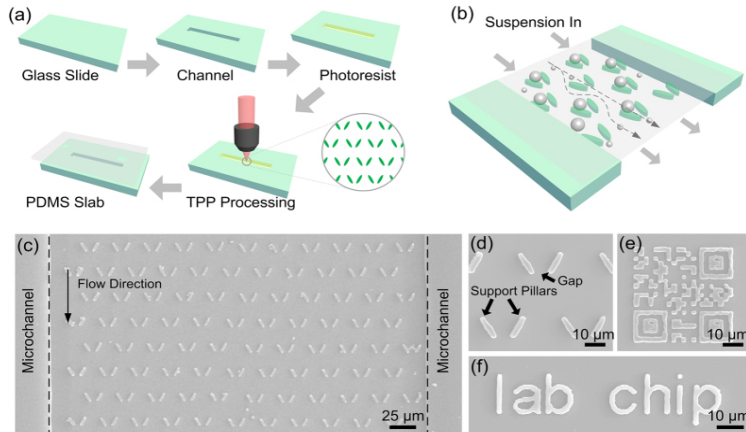 (a)
Glass Slide
Channel
Photoresist
PDMS Slab
TPP Processing
(b)
Suspension In
(c)
Flow Direction
Microchannel
Microchannel
25 μm
(d)
Gap
Support Pillars
10 μm
(e)
10 μm
(f)
lab chip
10 μm